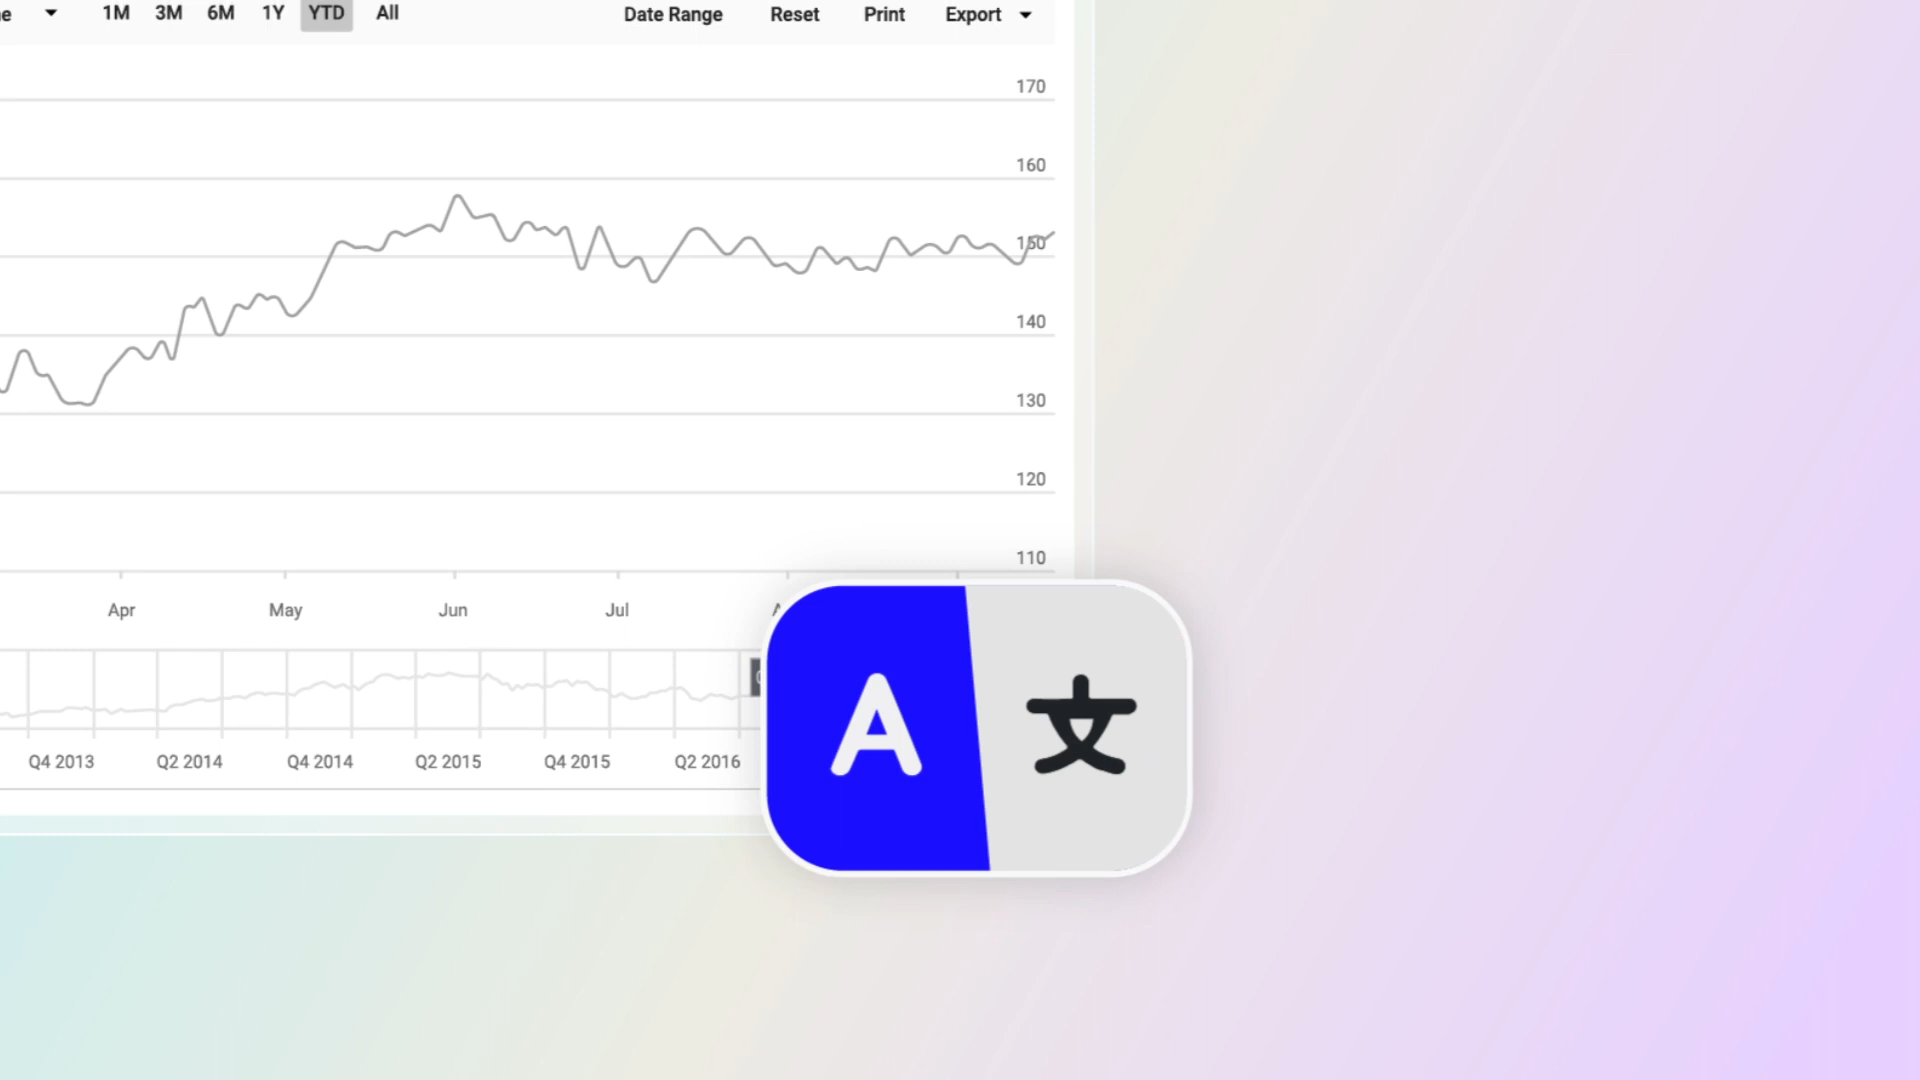 1M 3M 6M 1Y YTD All Date Range Reset Print Export
170
160
150
140
130
120
110
Apr May Jun Jul
Q4 2013 Q2 2014 Q4 2014 Q2 2015 Q4 2015 Q2 2016
A 文